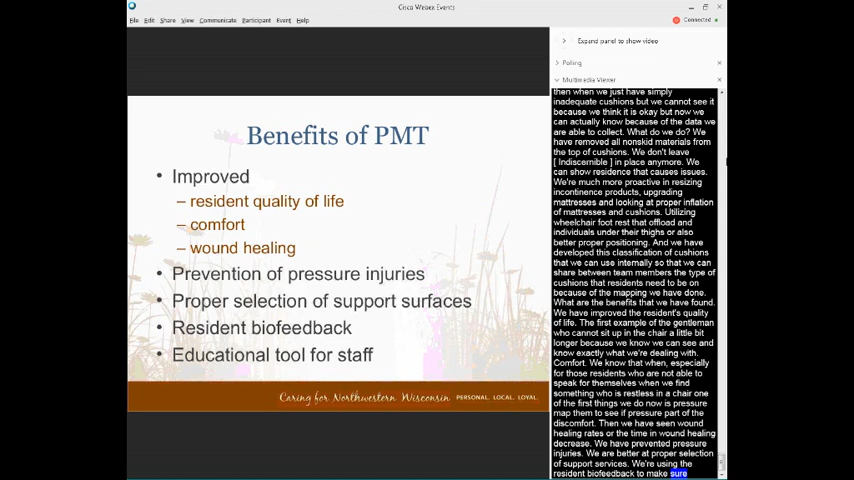 Cisco Webex Events
File Edit Share View Communicate Participant Event Help
Connected
Expand panel to show video
Polling
Multimedia Viewer
Benefits of PMT
• Improved
– resident quality of life
– comfort
– wound healing
• Prevention of pressure injuries
• Proper selection of support surfaces
• Resident biofeedback
• Educational tool for staff
Caring for Northwestern Wisconsin PERSONAL. LOCAL. LOYAL.
then when we just have simply
inadequate cushions but we cannot see it
because we think it is okay but now we
can actually know because of the data we
are able to collect. What do we do? We
have removed all nonskid materials from
the top of cushions. We don't leave
[ Indiscernible ] in place anymore. We
can show residence that causes issues.
We're much more proactive in resizing
incontinence products, upgrading
mattresses and looking at proper inflation
of mattresses and cushions. Utilizing
wheelchair foot rest that offload and
individuals under their thighs or also
better proper positioning. And we have
developed this classification of cushions
that we can use internally so that we can
share between team members the type of
cushions that residents need to be on
because of the mapping we have done.
What are the benefits that we have found.
We have improved the resident's quality
of life. The first example of the gentleman
who cannot sit up in the chair a little bit
longer because we know we can see and
know exactly what we're dealing with.
Comfort. We know that when, especially
for those residents who are not able to
speak for themselves when we find
something who is restless in a chair one
of the first things we do now is pressure
map them to see if pressure part of the
discomfort. Then we have seen wound
healing rates or the time in wound healing
decrease. We have prevented pressure
injuries. We are better at proper selection
of support services. We're using the
resident biofeedback to make sure